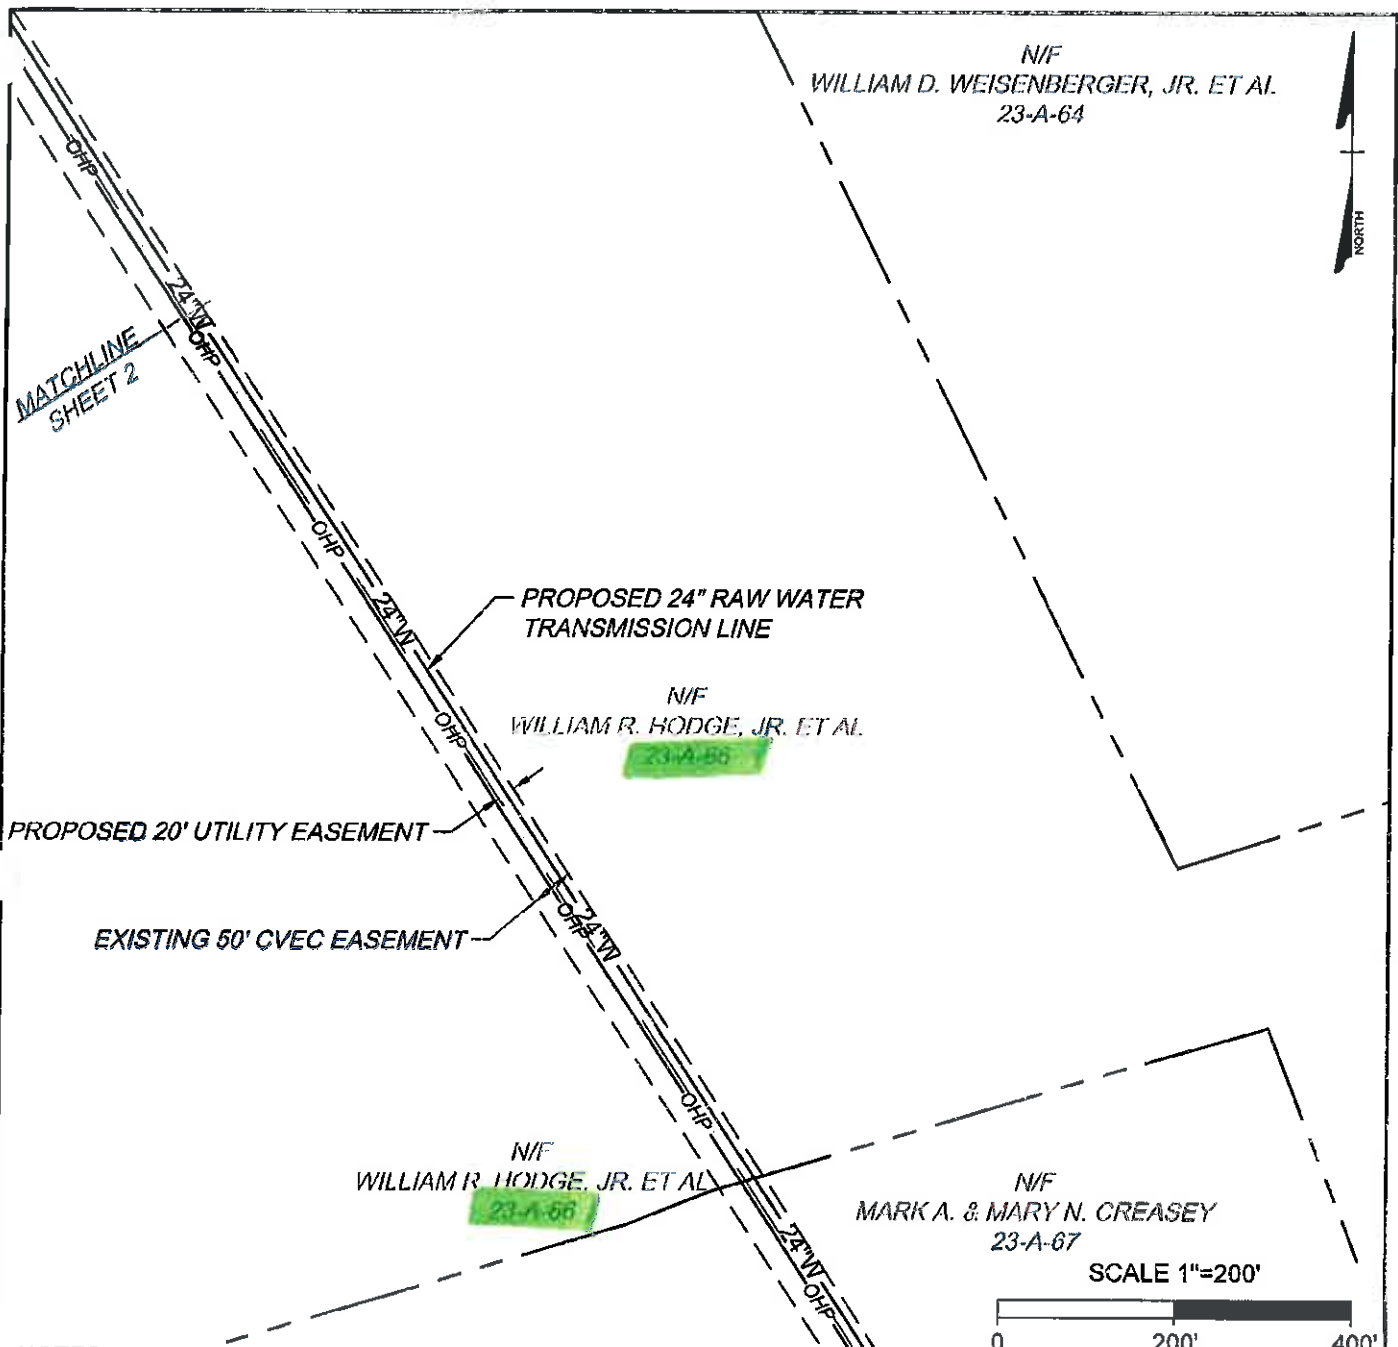 N/F
WILLIAM D. WEISENBERGER, JR. ET AL
23-A-64
NORTH
OHP
24"W
OHP
MATCHLINE
SHEET 2
OHP
24"W
PROPOSED 24" RAW WATER
TRANSMISSION LINE
N/F
WILLIAM R. HODGE, JR. ET AL
23-A-66
OHP
PROPOSED 20' UTILITY EASEMENT
EXISTING 50' CVEC EASEMENT
OHP
24"W
OHP
N/F
WILLIAM R. HODGE, JR. ET AL
23-A-66
N/F
MARK A. & MARY N. CREASEY
23-A-67
24"W
OHP
SCALE 1"=200'
0 200' 400'